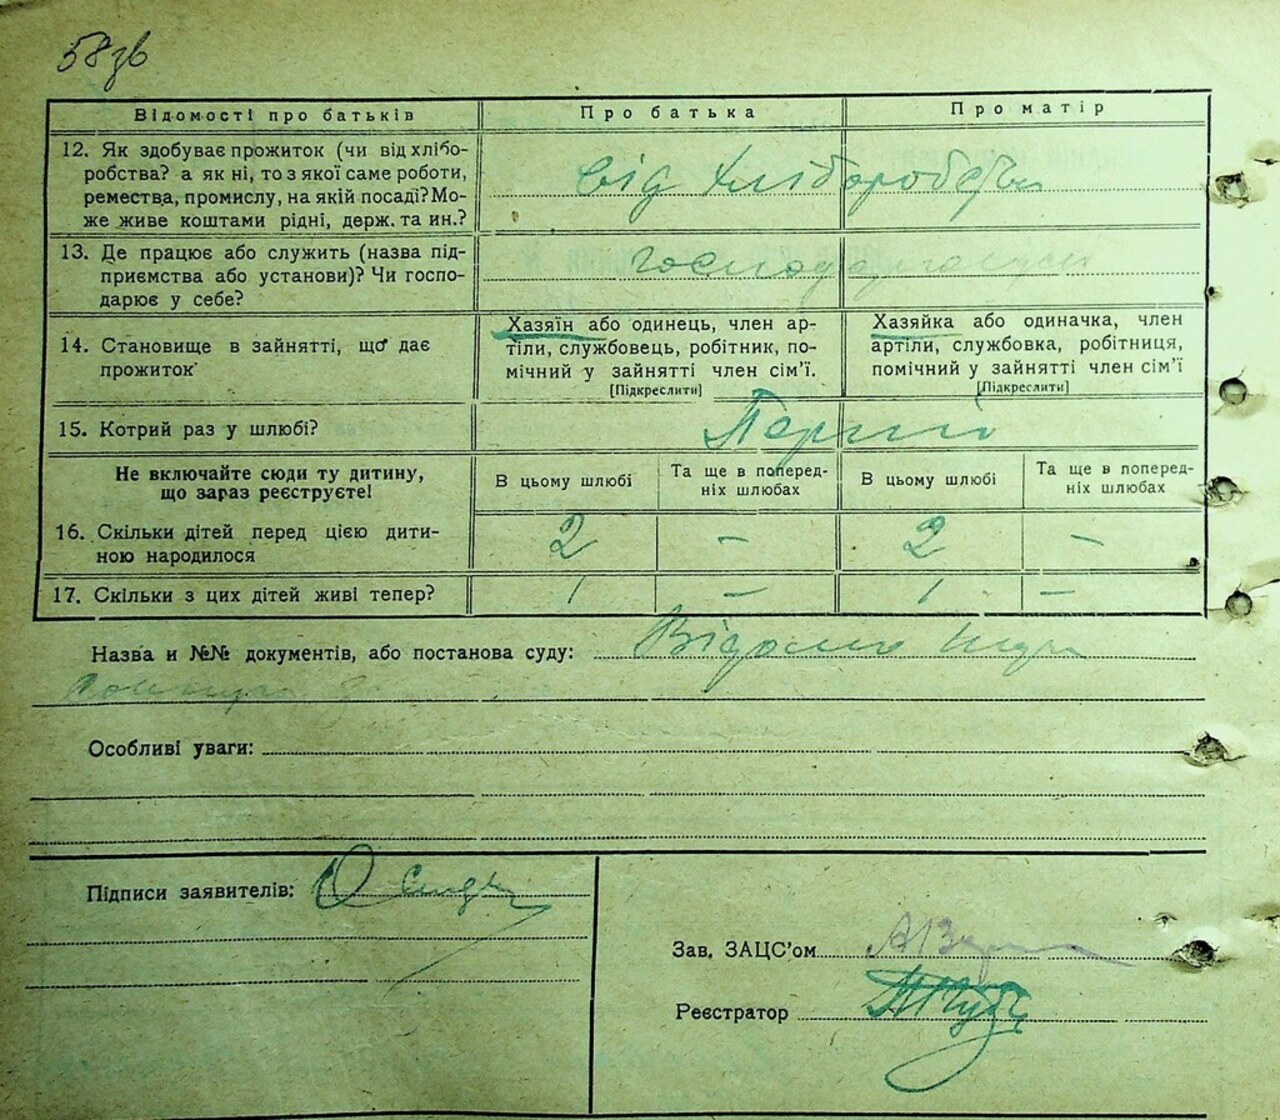 58зв
Відомості про батьків Про батька Про матір
12. Як здобуває прожиток (чи від хлібо-
робства? а як ні, то з якої саме роботи,
ремества, промислу, на якій посаді? Мо-
же живе коштами рідні, держ. та ин.?
від хліборобства
13. Де працює або служить (назва під-
приємства або установи)? Чи госпо-
дарює у себе?
14. Становище в зайнятті, що дає
прожиток
Хазяїн або одинець, член ар-
тіли, службовець, робітник, по-
мічний у зайнятті член сім'ї.
[Підкреслити]
Хазяйка або одиначка, член
артіли, службовка, робітниця,
помічний у зайнятті член сім'ї
[Підкреслити]
15. Котрий раз у шлюбі? Перший
Не включайте сюди ту дитину,
що зараз реєструєте!
В цьому шлюбі
Та ще в поперед-
ніх шлюбах
В цьому шлюбі
Та ще в поперед-
ніх шлюбах
16. Скільки дітей перед цією дити-
ною народилося
2 – 2 –
17. Скільки з цих дітей живі тепер? 1 – 1 –
Назва и №№ документів, або постанова суду:
Особливі уваги:
Підписи заявителів:
Зав. ЗАЦС'ом
Реєстратор